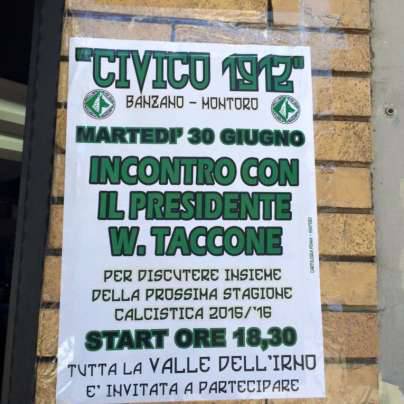 "CIVICO 1912"
BANZANO - MONTORO
MARTEDI' 30 GIUGNO
INCONTRO CON
IL PRESIDENTE
W. TACCONE
PER DISCUTERE INSIEME
DELLA PROSSIMA STAGIONE
CALCISTICA 2015/'16
START ORE 18,30
TUTTA LA VALLE DELL'IRNO
E' INVITATA A PARTECIPARE